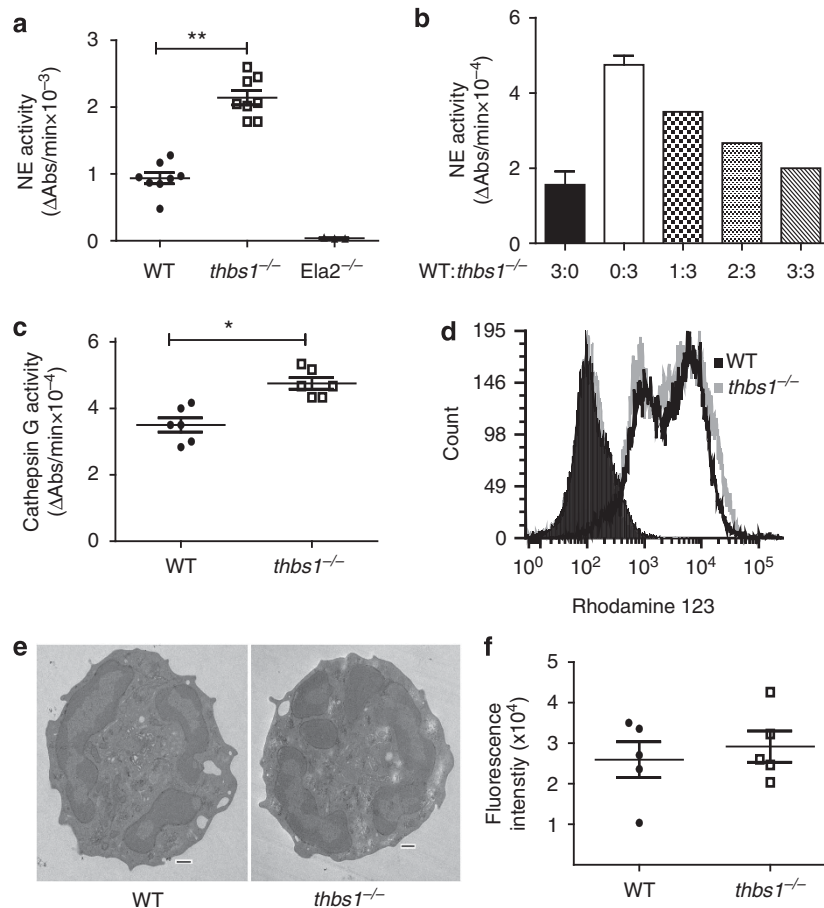 a
NE activity
(ΔAbs/min×10⁻³)
3
2
1
0
**
WT
thbs1⁻/⁻
Ela2⁻/⁻
b
NE activity
(ΔAbs/min×10⁻⁴)
6
4
2
0
WT:thbs1⁻/⁻ 3:0 0:3 1:3 2:3 3:3
c
Cathepsin G activity
(ΔAbs/min×10⁻⁴)
6
4
2
0
*
WT
thbs1⁻/⁻
d
Count
195
146
98
49
0
WT
thbs1⁻/⁻
10⁰ 10² 10³ 10⁴ 10⁵
Rhodamine 123
e
WT
thbs1⁻/⁻
f
Fluorescence
intenstiy (x10⁴)
5
4
3
2
1
WT
thbs1⁻/⁻